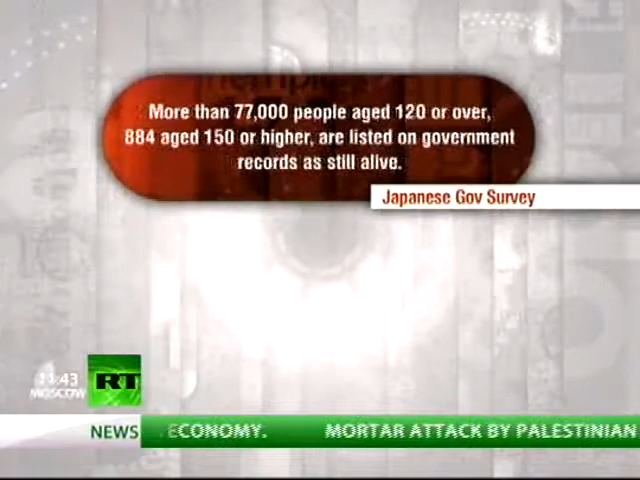 More than 77,000 people aged 120 or over,
884 aged 150 or higher, are listed on government
records as still alive.
Japanese Gov Survey
11:43
MOSCOW
RT
NEWS
ECONOMY. MORTAR ATTACK BY PALESTINIAN